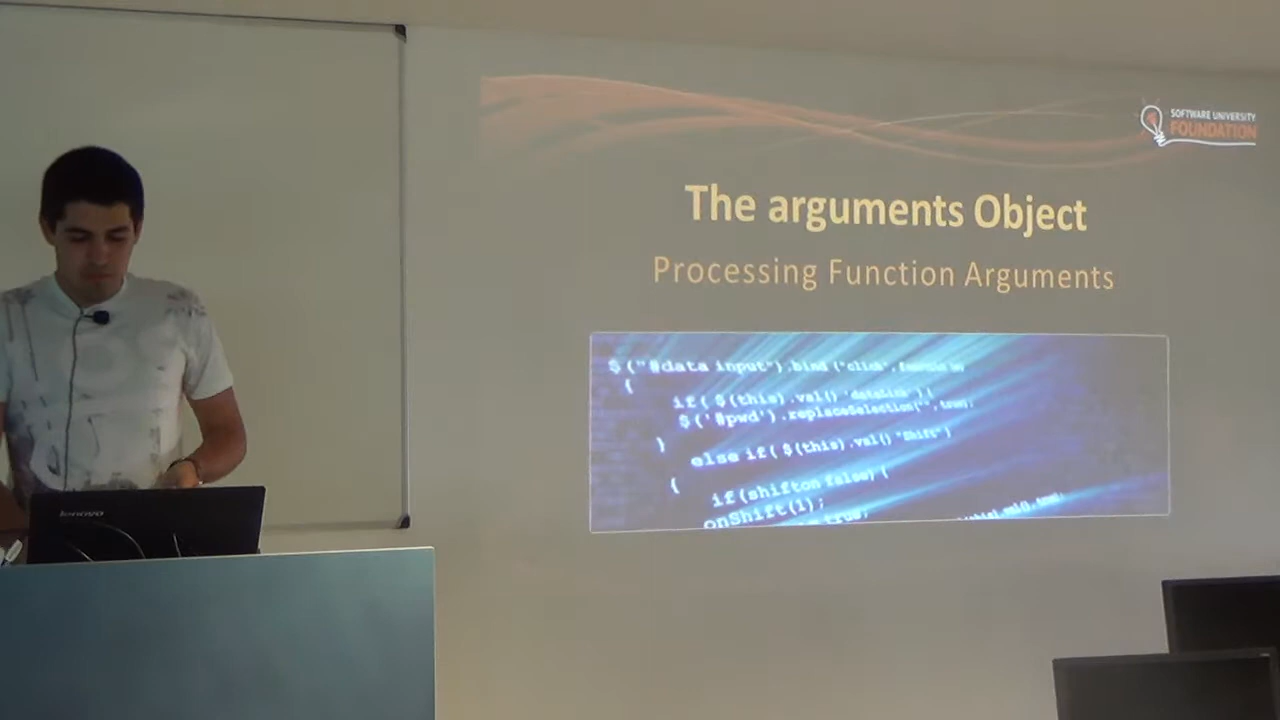 SOFTWARE UNIVERSITY
FOUNDATION
The arguments Object
Processing Function Arguments
$("#data input").bind ("click",
{
if( $(this).val()
$('#pwd').replaceSelection(
}
else if( $(this).val() "Shift")
{
if(shifton false) {
onShift(1);
true;
lenovo